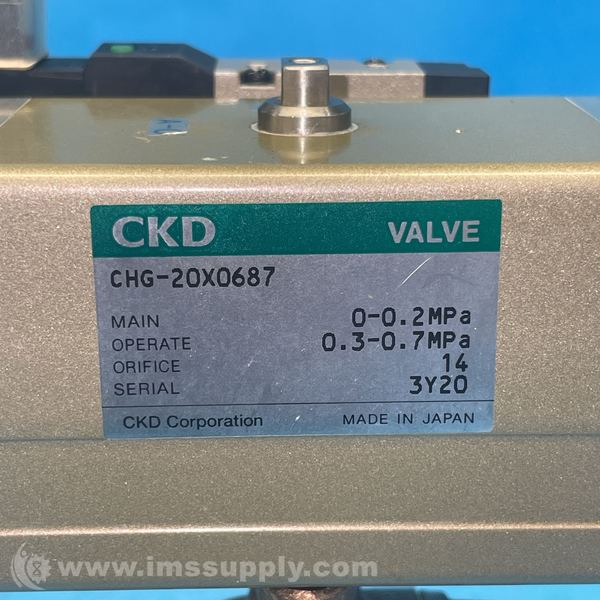 CKD VALVE
CHG-20X0687
MAIN 0-0.2MPa
OPERATE 0.3-0.7MPa
ORIFICE 14
SERIAL 3Y20
CKD Corporation MADE IN JAPAN
www.imssupply.com